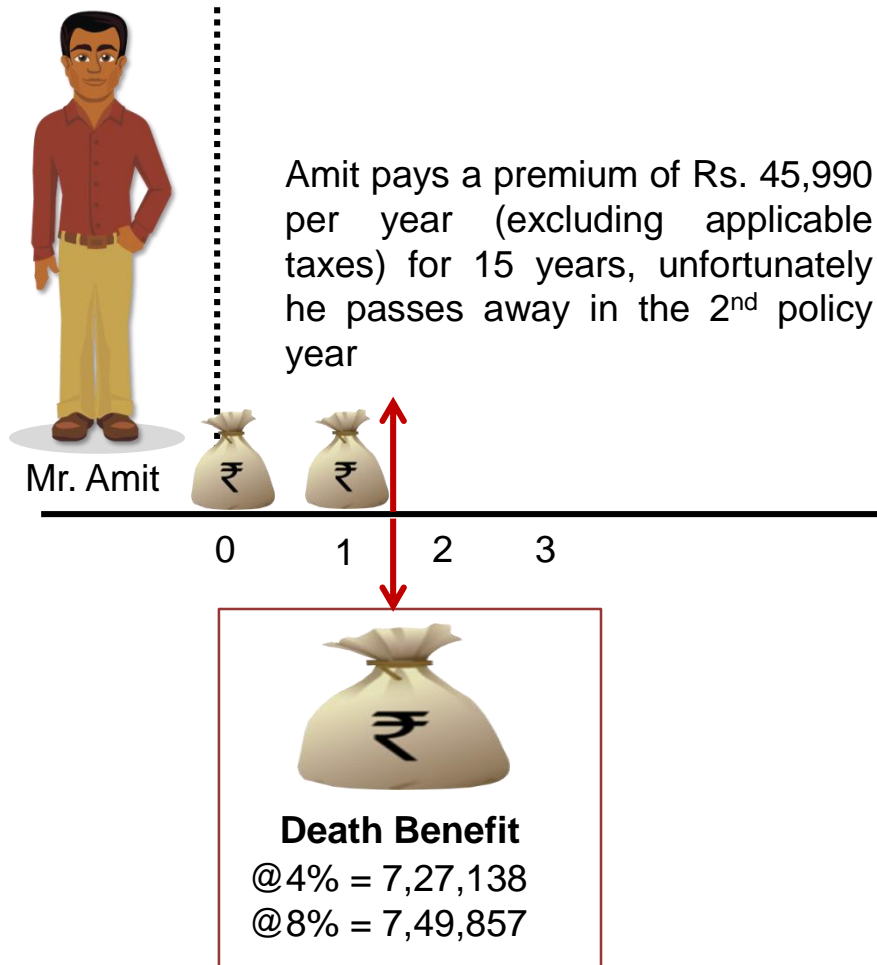 Amit pays a premium of Rs. 45,990
per year (excluding applicable
taxes) for 15 years, unfortunately
he passes away in the 2nd policy
year
Mr. Amit
₹ ₹
0 1 2 3
₹
Death Benefit
@4% = 7,27,138
@8% = 7,49,857